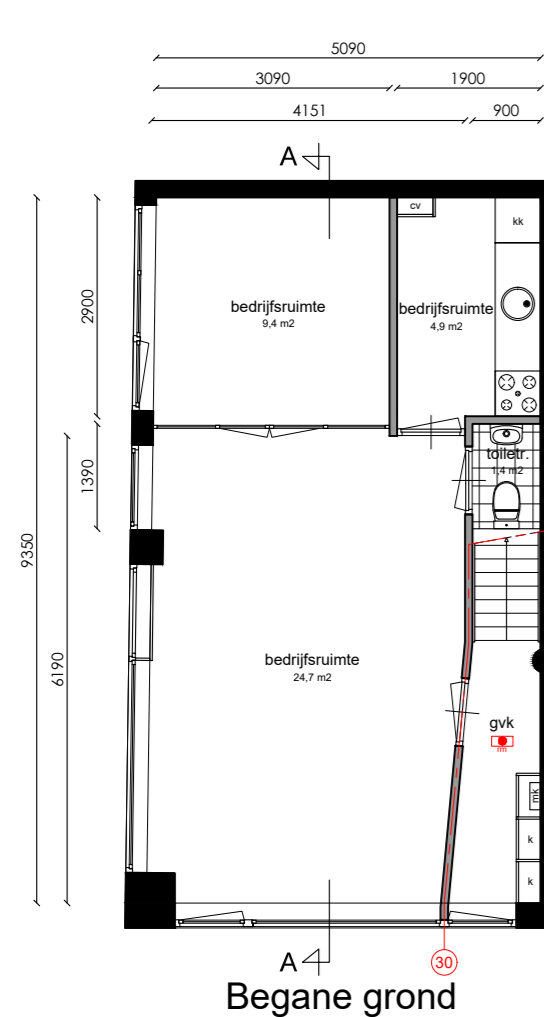 5090
3090 1900
4151 900
A
cv
kk
2900
bedrijfsruimte
9,4 m2
bedrijfsruimte
4,9 m2
toiletr.
1,4 m2
1390
9350
6190
bedrijfsruimte
24,7 m2
gvk
mk
k
k
A
30
Begane grond